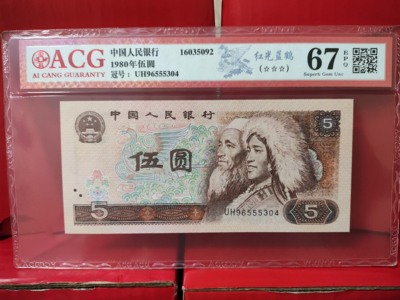 ACG
AI CANG GUARANTY
中国人民银行 16035092
1980年伍圆
冠号：UH96555304
红光蓝鹤
(☆☆☆)
67 EPQ
Superb Gem Unc
中国人民银行
5
伍圆
5
5
UH96555304